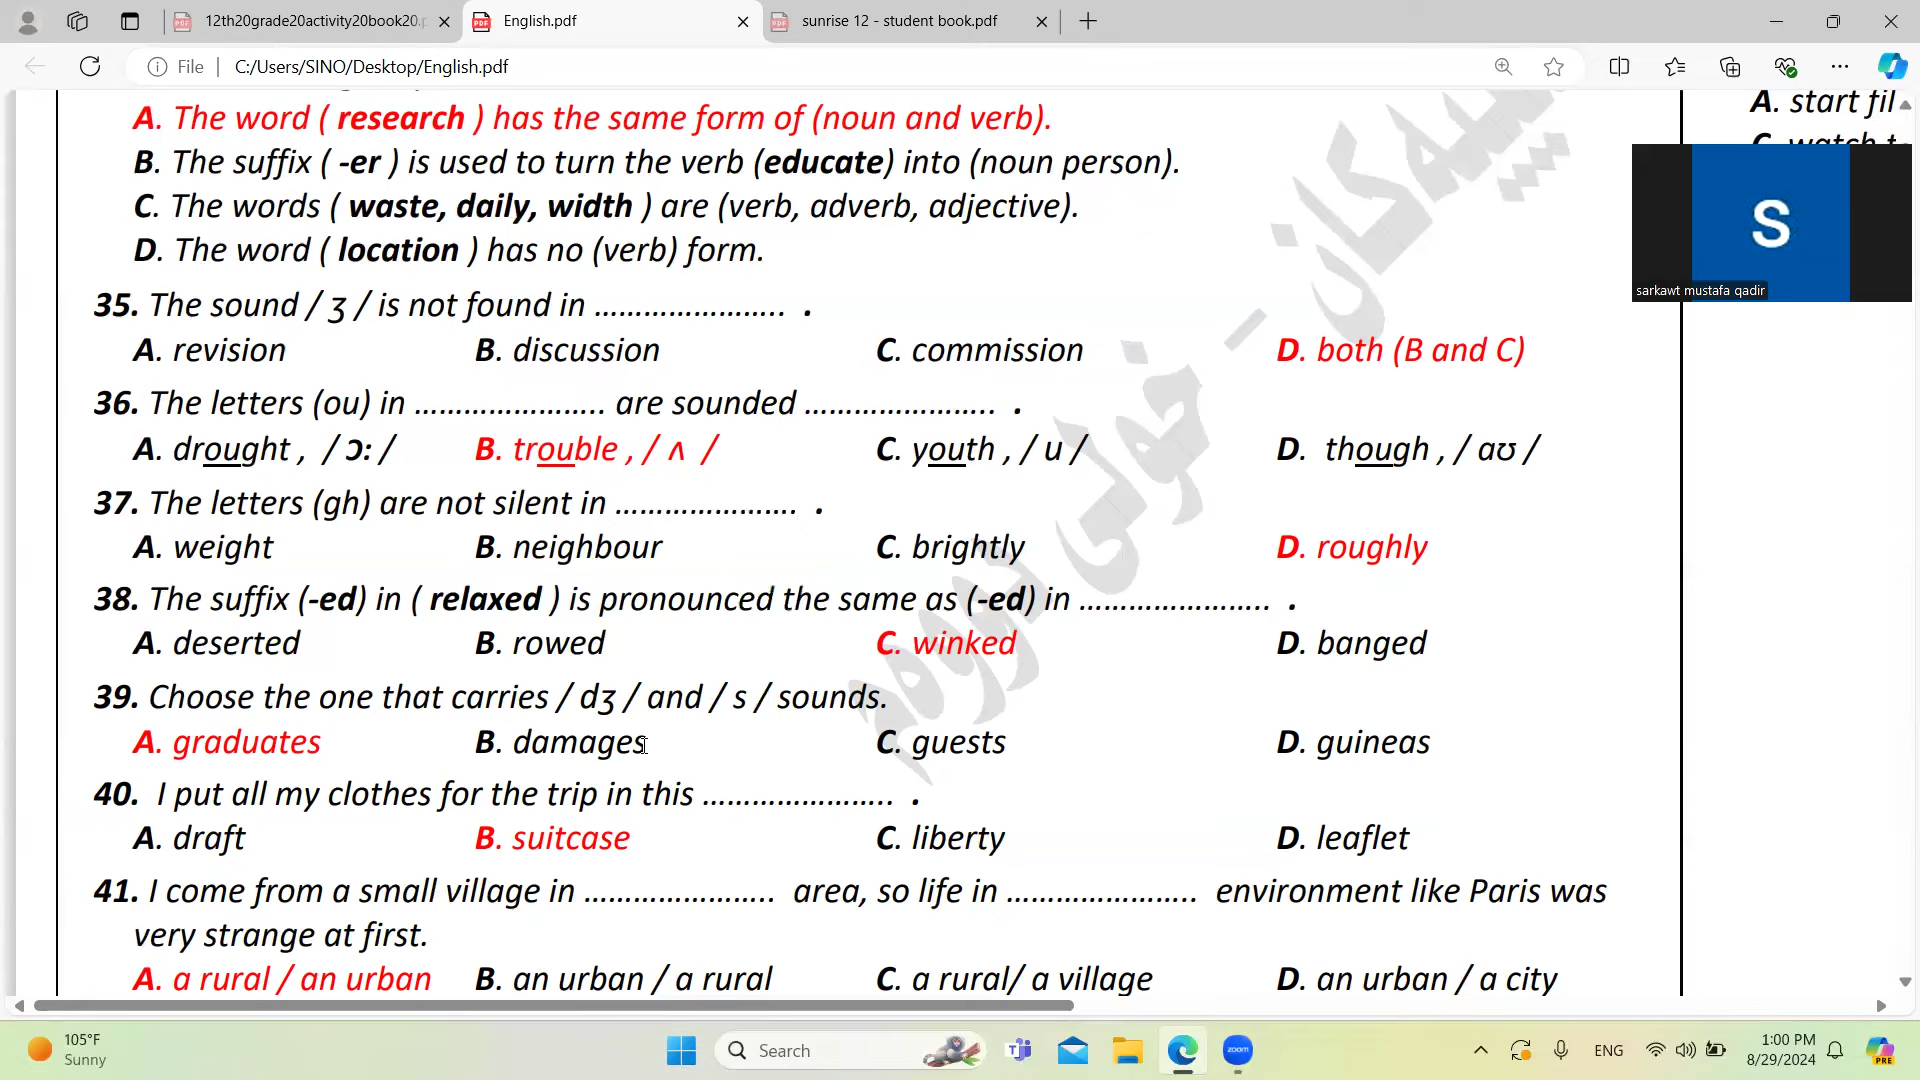 12th20grade20activity20book20.p
English.pdf
sunrise 12 - student book.pdf
File
C:/Users/SINO/Desktop/English.pdf
A. The word ( research ) has the same form of (noun and verb).
B. The suffix ( -er ) is used to turn the verb (educate) into (noun person).
C. The words ( waste, daily, width ) are (verb, adverb, adjective).
D. The word ( location ) has no (verb) form.
35. The sound / ʒ / is not found in ………………….. .
A. revision B. discussion C. commission D. both (B and C)
36. The letters (ou) in ………………….. are sounded ………………….. .
A. drought , / ɔ: / B. trouble , / ʌ / C. youth , / u / D. though , / aʊ /
37. The letters (gh) are not silent in …………………. .
A. weight B. neighbour C. brightly D. roughly
38. The suffix (-ed) in ( relaxed ) is pronounced the same as (-ed) in ………………….. .
A. deserted B. rowed C. winked D. banged
39. Choose the one that carries / dʒ / and / s / sounds.
A. graduates B. damages C. guests D. guineas
40. I put all my clothes for the trip in this ………………….. .
A. draft B. suitcase C. liberty D. leaflet
41. I come from a small village in ………………….. area, so life in ………………….. environment like Paris was
very strange at first.
A. a rural / an urban B. an urban / a rural C. a rural/ a village D. an urban / a city
A. start fil
C. watch t
S
sarkawt mustafa qadir
خولی دووەم
105°F
Sunny
Search
zoom
ENG
1:00 PM
8/29/2024
PRE